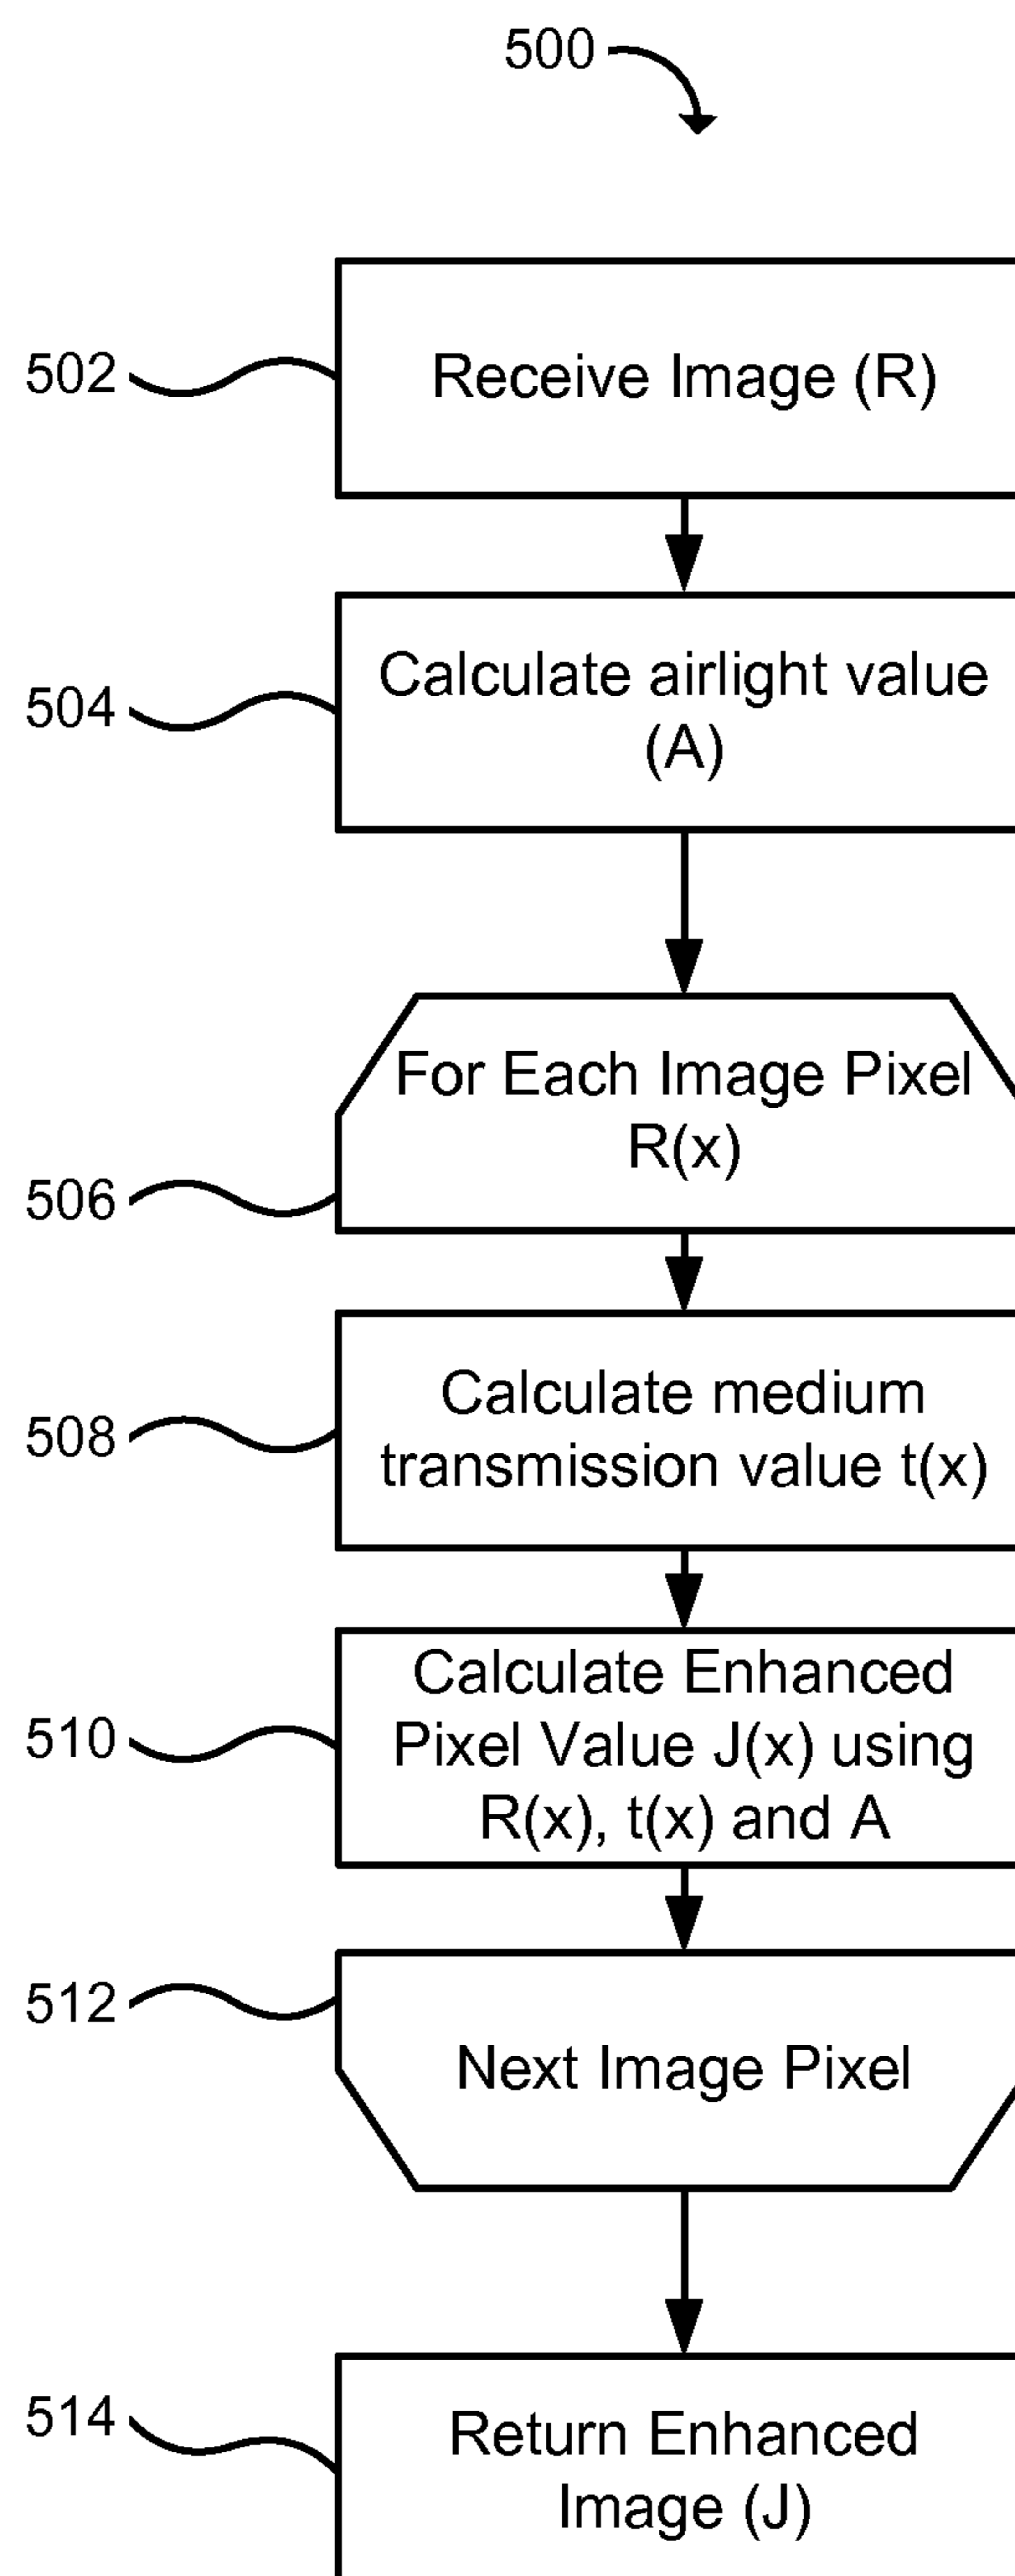 500
502
Receive Image (R)
504
Calculate airlight value
(A)
506
For Each Image Pixel
R(x)
508
Calculate medium
transmission value t(x)
510
Calculate Enhanced
Pixel Value J(x) using
R(x), t(x) and A
512
Next Image Pixel
514
Return Enhanced
Image (J)